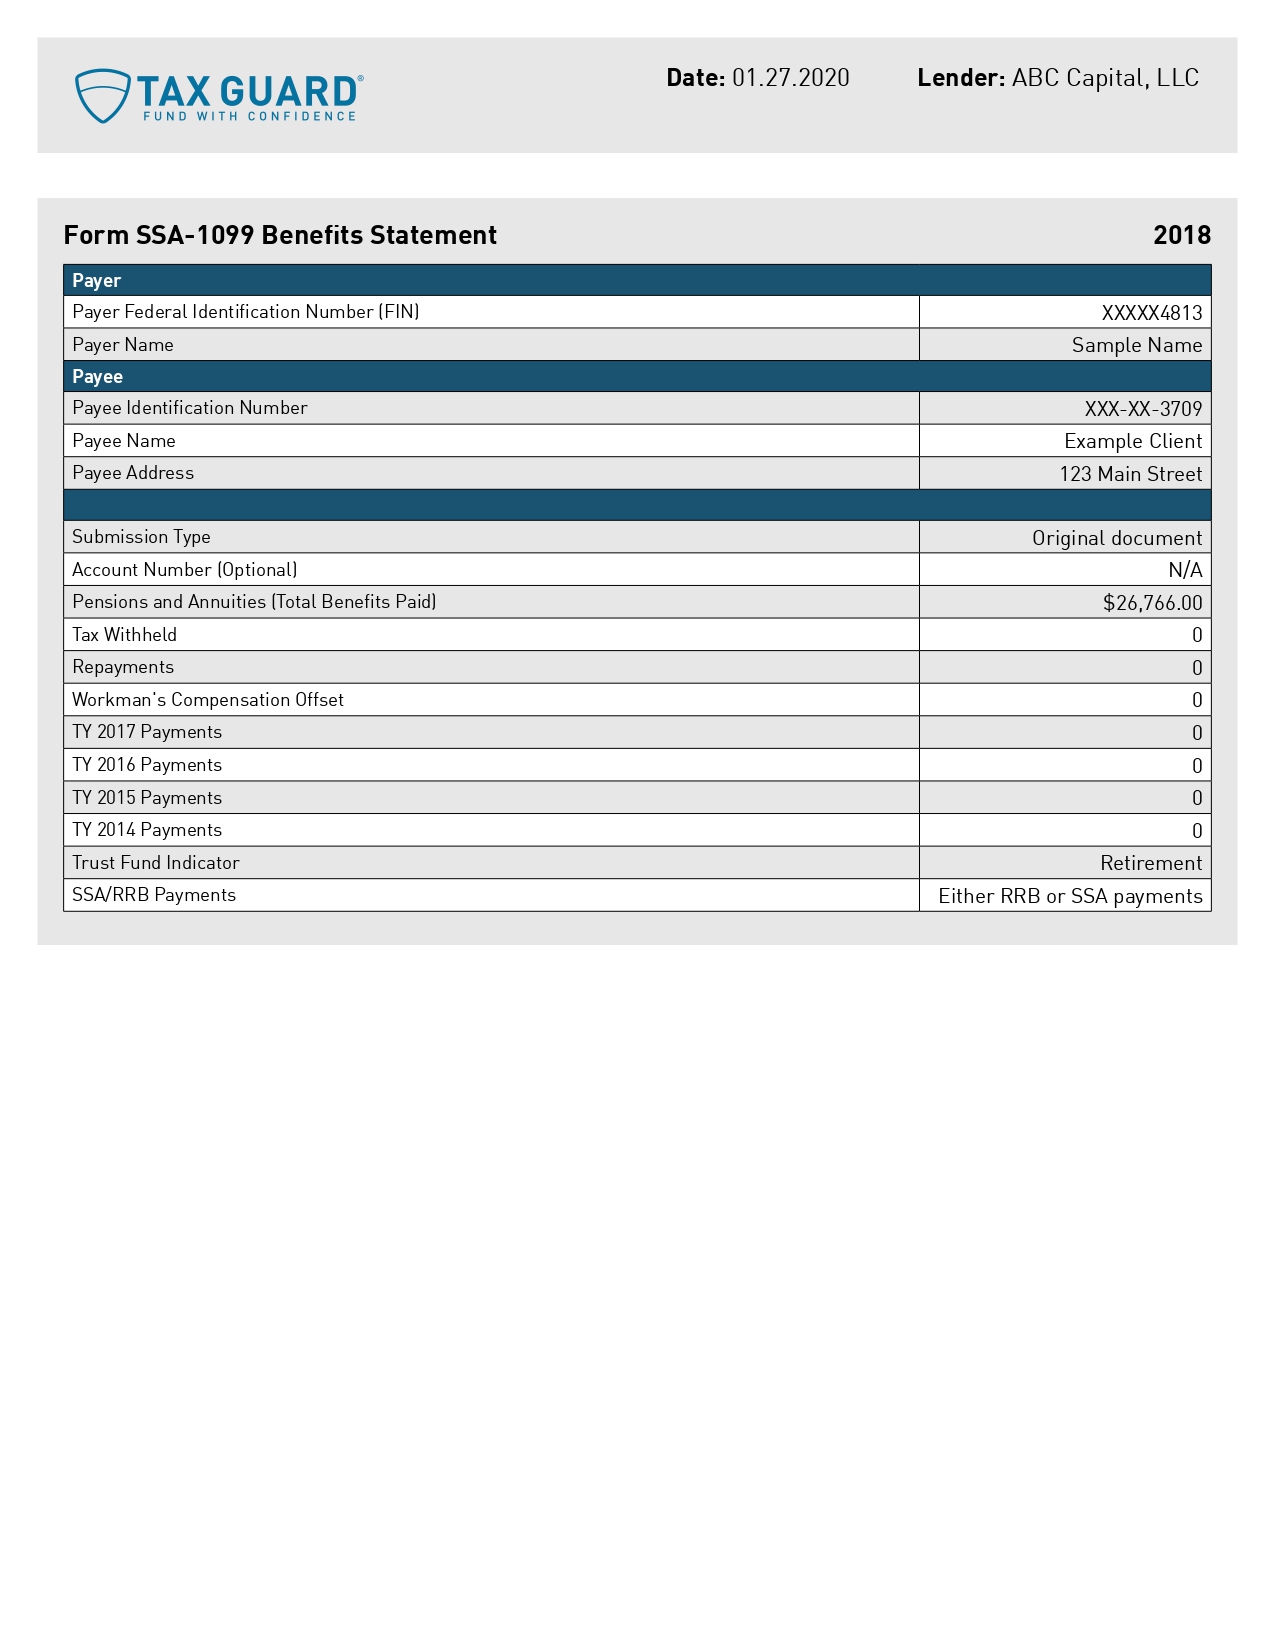 TAX GUARD®
FUND WITH CONFIDENCE
Date: 01.27.2020 Lender: ABC Capital, LLC
Form SSA-1099 Benefits Statement 2018
Payer
Payer Federal Identification Number (FIN) XXXXX4813
Payer Name Sample Name
Payee
Payee Identification Number XXX-XX-3709
Payee Name Example Client
Payee Address 123 Main Street
Submission Type Original document
Account Number (Optional) N/A
Pensions and Annuities (Total Benefits Paid) $26,766.00
Tax Withheld 0
Repayments 0
Workman's Compensation Offset 0
TY 2017 Payments 0
TY 2016 Payments 0
TY 2015 Payments 0
TY 2014 Payments 0
Trust Fund Indicator Retirement
SSA/RRB Payments Either RRB or SSA payments